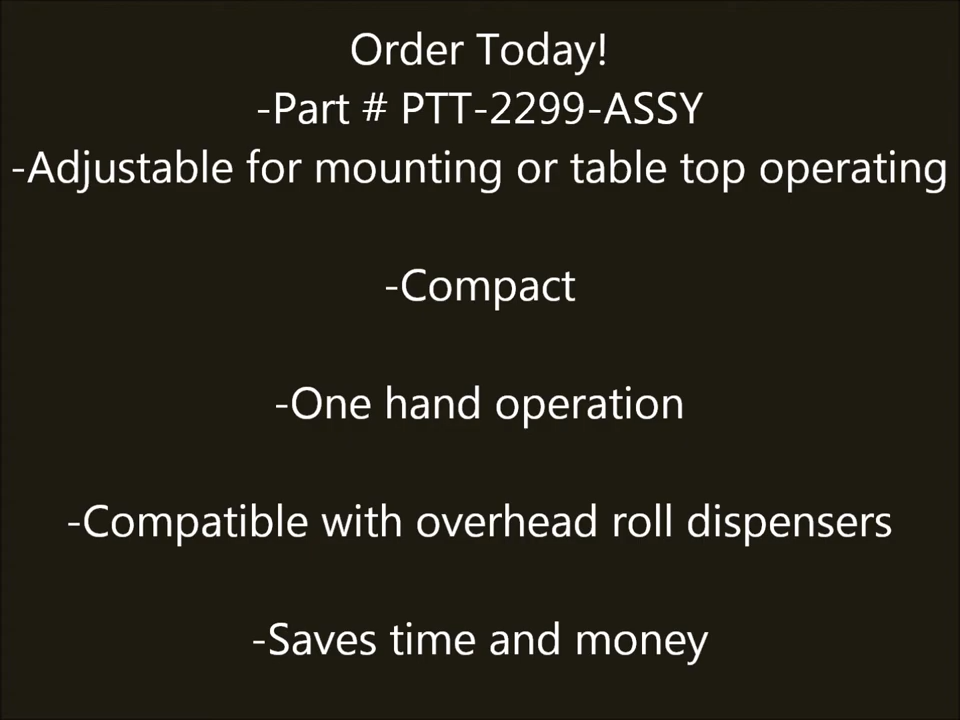 Order Today!
-Part # PTT-2299-ASSY
-Adjustable for mounting or table top operating
-Compact
-One hand operation
-Compatible with overhead roll dispensers
-Saves time and money